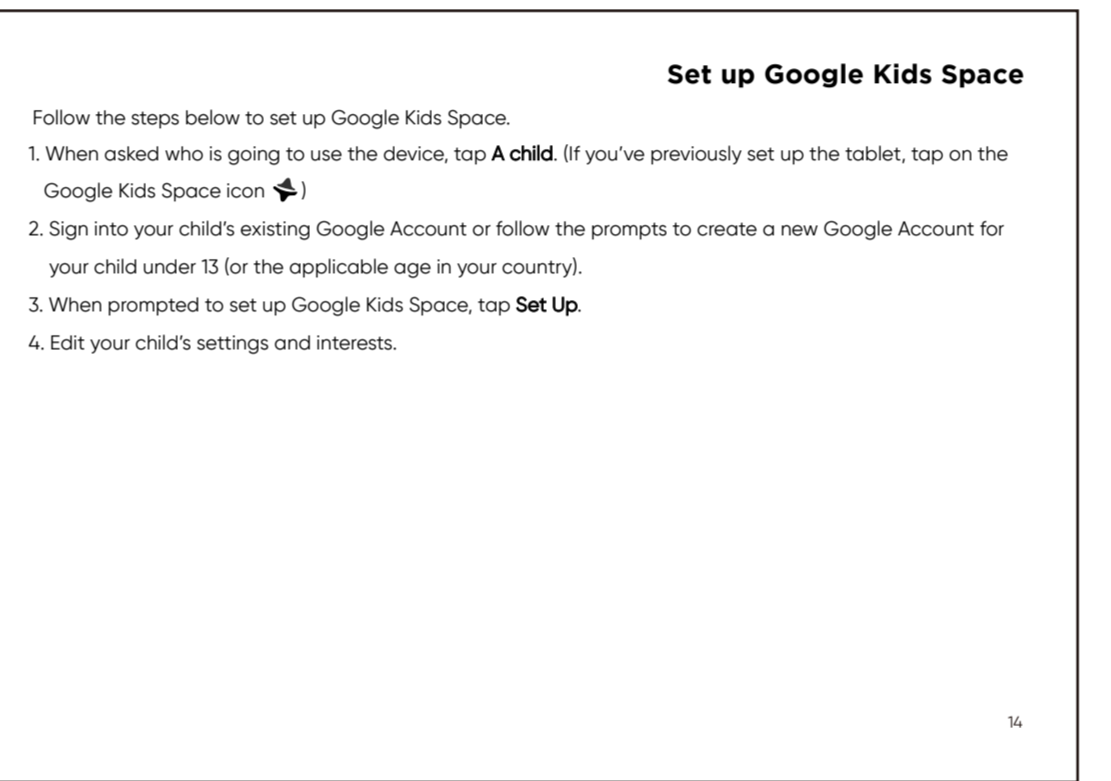 Set up Google Kids Space
Follow the steps below to set up Google Kids Space.
1. When asked who is going to use the device, tap A child. (If you've previously set up the tablet, tap on the
Google Kids Space icon )
2. Sign into your child's existing Google Account or follow the prompts to create a new Google Account for
your child under 13 (or the applicable age in your country).
3. When prompted to set up Google Kids Space, tap Set Up.
4. Edit your child's settings and interests.
14